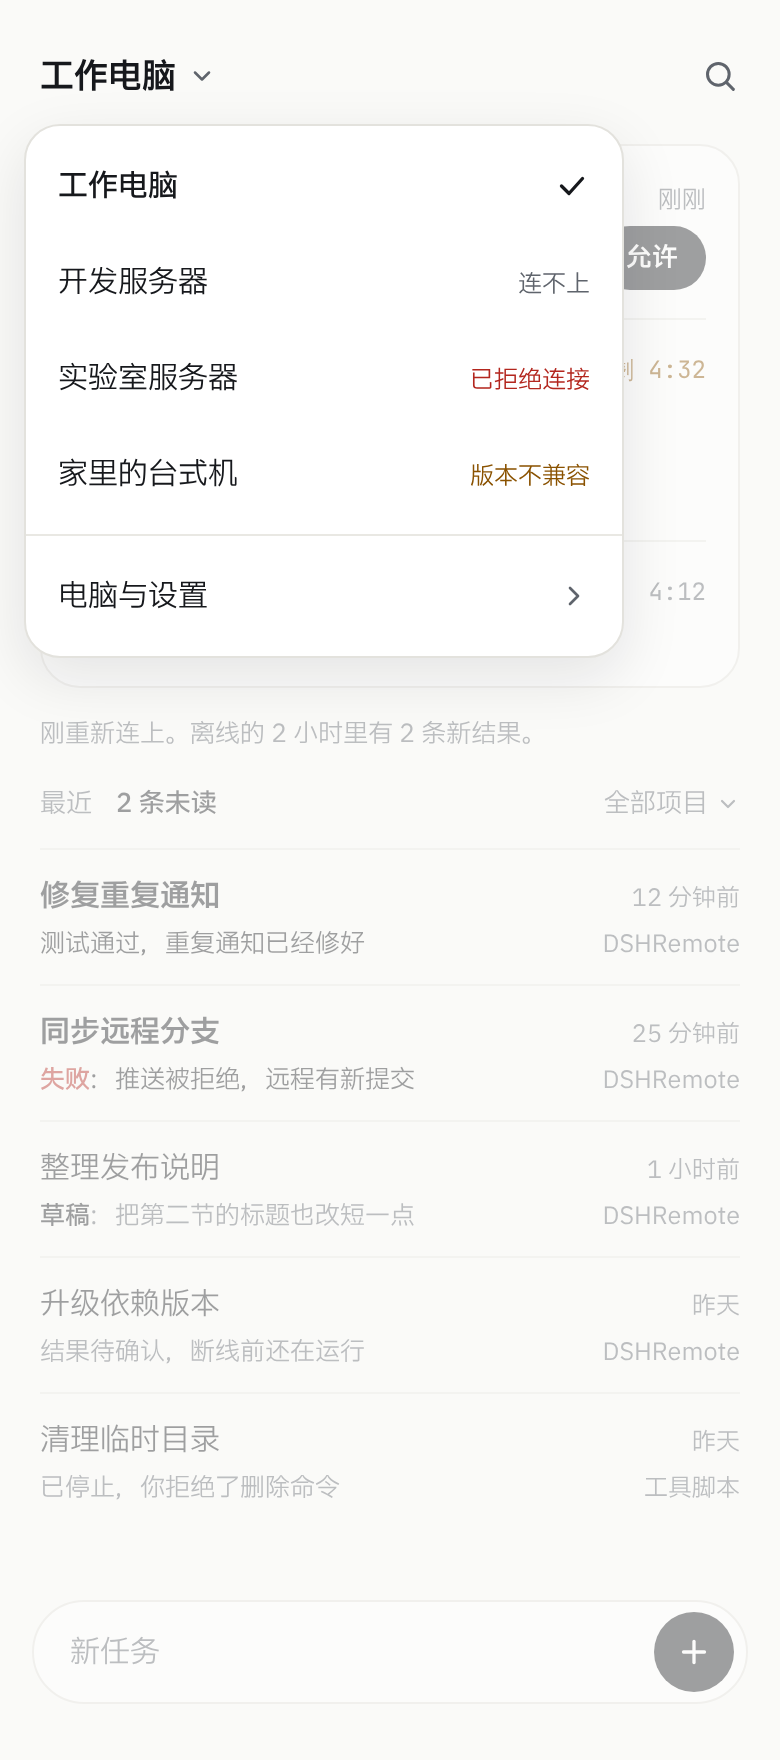 工作电脑
工作电脑
刚刚
允许
开发服务器 连不上
实验室服务器 已拒绝连接
4:32
家里的台式机 版本不兼容
电脑与设置
4:12
刚重新连上。离线的 2 小时里有 2 条新结果。
最近 2 条未读 全部项目
修复重复通知 12 分钟前
测试通过，重复通知已经修好 DSHRemote
同步远程分支 25 分钟前
失败：推送被拒绝，远程有新提交 DSHRemote
整理发布说明 1 小时前
草稿：把第二节的标题也改短一点 DSHRemote
升级依赖版本 昨天
结果待确认，断线前还在运行 DSHRemote
清理临时目录 昨天
已停止，你拒绝了删除命令 工具脚本
新任务